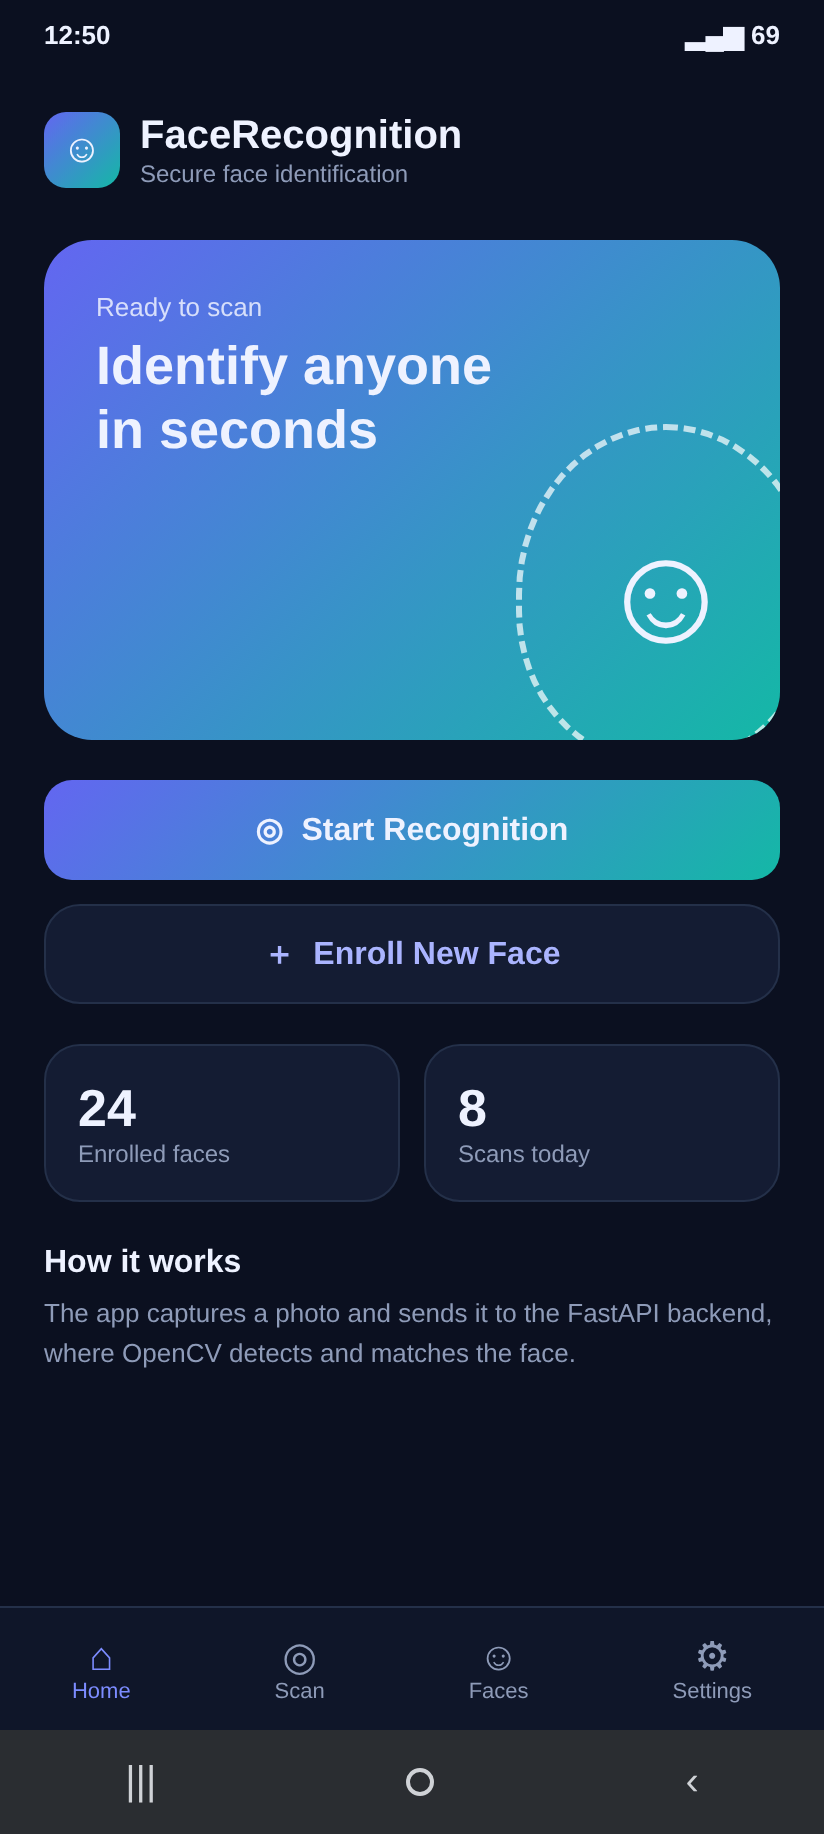 12:50
69
FaceRecognition
Secure face identification
Ready to scan
Identify anyone
in seconds
Start Recognition
+ Enroll New Face
24
Enrolled faces
8
Scans today
How it works
The app captures a photo and sends it to the FastAPI backend,
where OpenCV detects and matches the face.
Home
Scan
Faces
Settings